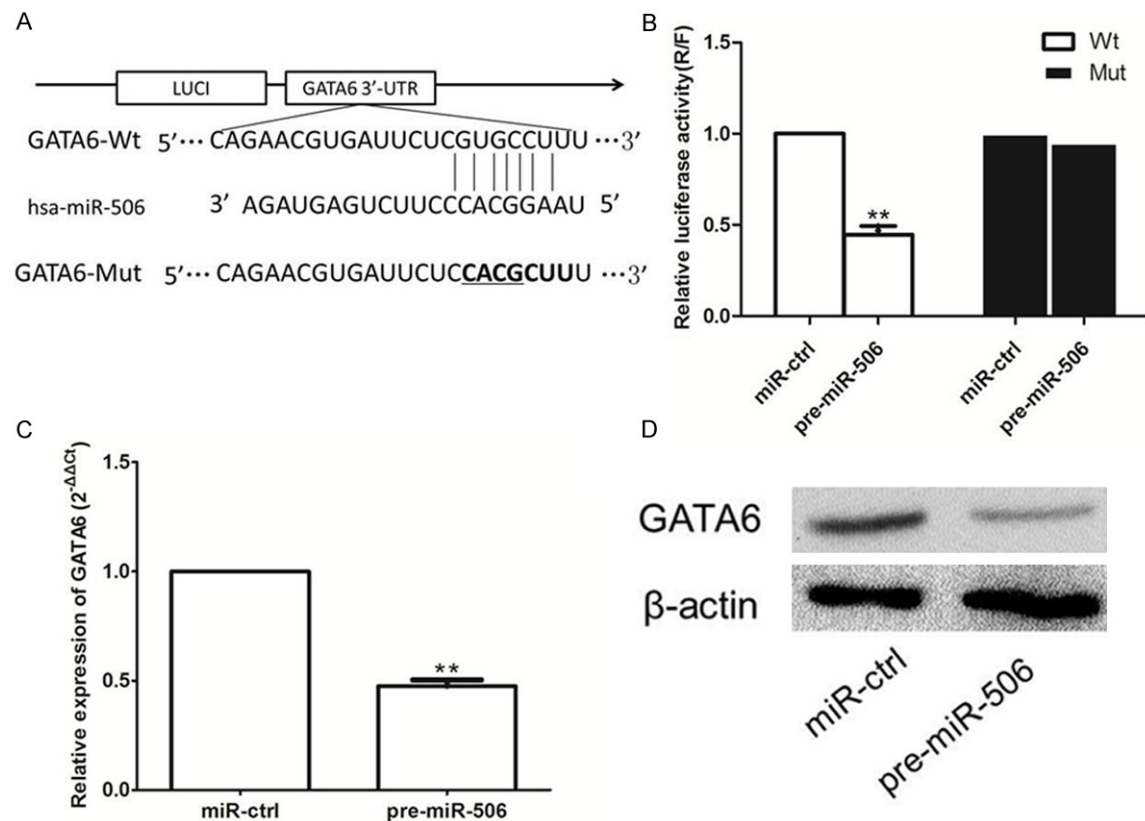 A
LUCI
GATA6 3'-UTR
GATA6-Wt 5'··· CAGAACGUGAUUCUCGUGCCUUU ···3'
hsa-miR-506 3' AGAUGAGUCUUCCCACGGAAU 5'
GATA6-Mut 5'··· CAGAACGUGAUUCUCCACGCUUU ···3'
B
Relative luciferase activity(R/F)
1.5
1.0
0.5
0.0
Wt
Mut
**
miR-ctrl
pre-miR-506
miR-ctrl
pre-miR-506
C
Relative expression of GATA6 (2-ΔΔCt)
1.5
1.0
0.5
0.0
**
miR-ctrl
pre-miR-506
D
GATA6
β-actin
miR-ctrl
pre-miR-506